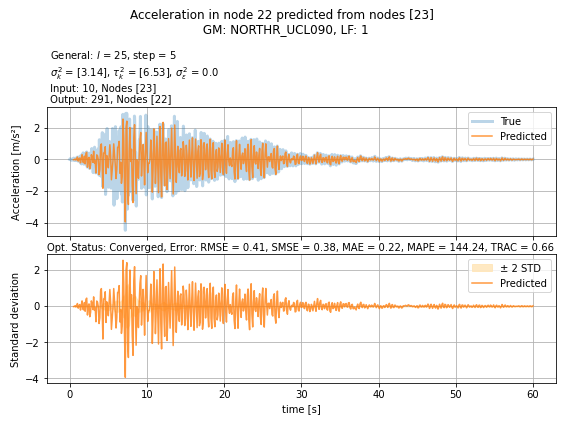 Acceleration in node 22 predicted from nodes [23]
GM: NORTHR_UCL090, LF: 1
General: l = 25, step = 5
σ²ₖ = [3.14], τ²ₖ = [6.53], σ²ε = 0.0
Input: 10, Nodes [23]
Output: 291, Nodes [22]
True
Predicted
Acceleration [m/s²]
2
0
−2
−4
Opt. Status: Converged, Error: RMSE = 0.41, SMSE = 0.38, MAE = 0.22, MAPE = 144.24, TRAC = 0.66
± 2 STD
Predicted
Standard deviation
2
0
−2
−4
0 10 20 30 40 50 60
time [s]